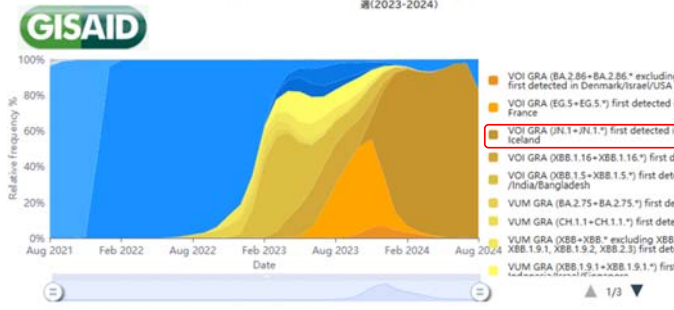 週(2023-2024)
GISAID
100%
80%
60%
40%
20%
0%
Relative frequency %
Aug 2021
Feb 2022
Aug 2022
Feb 2023
Aug 2023
Feb 2024
Aug 2024
Date
VOI GRA (BA.2.86+BA.2.86.* excluding
first detected in Denmark/Israel/USA
VOI GRA (EG.5+EG.5.*) first detected
France
VOI GRA (JN.1+JN.1.*) first detected
Iceland
VOI GRA (XBB.1.16+XBB.1.16.*) first
VOI GRA (XBB.1.5+XBB.1.5.*) first
/India/Bangladesh
VUM GRA (BA.2.75+BA.2.75.*) first
VUM GRA (CH.1.1+CH.1.1.*) first
VUM GRA (XBB+XBB.* excluding XBB
XBB.1.9.1, XBB.1.9.2, XBB.2.3) first
VUM GRA (XBB.1.9.1+XBB.1.9.1.*)
1/3